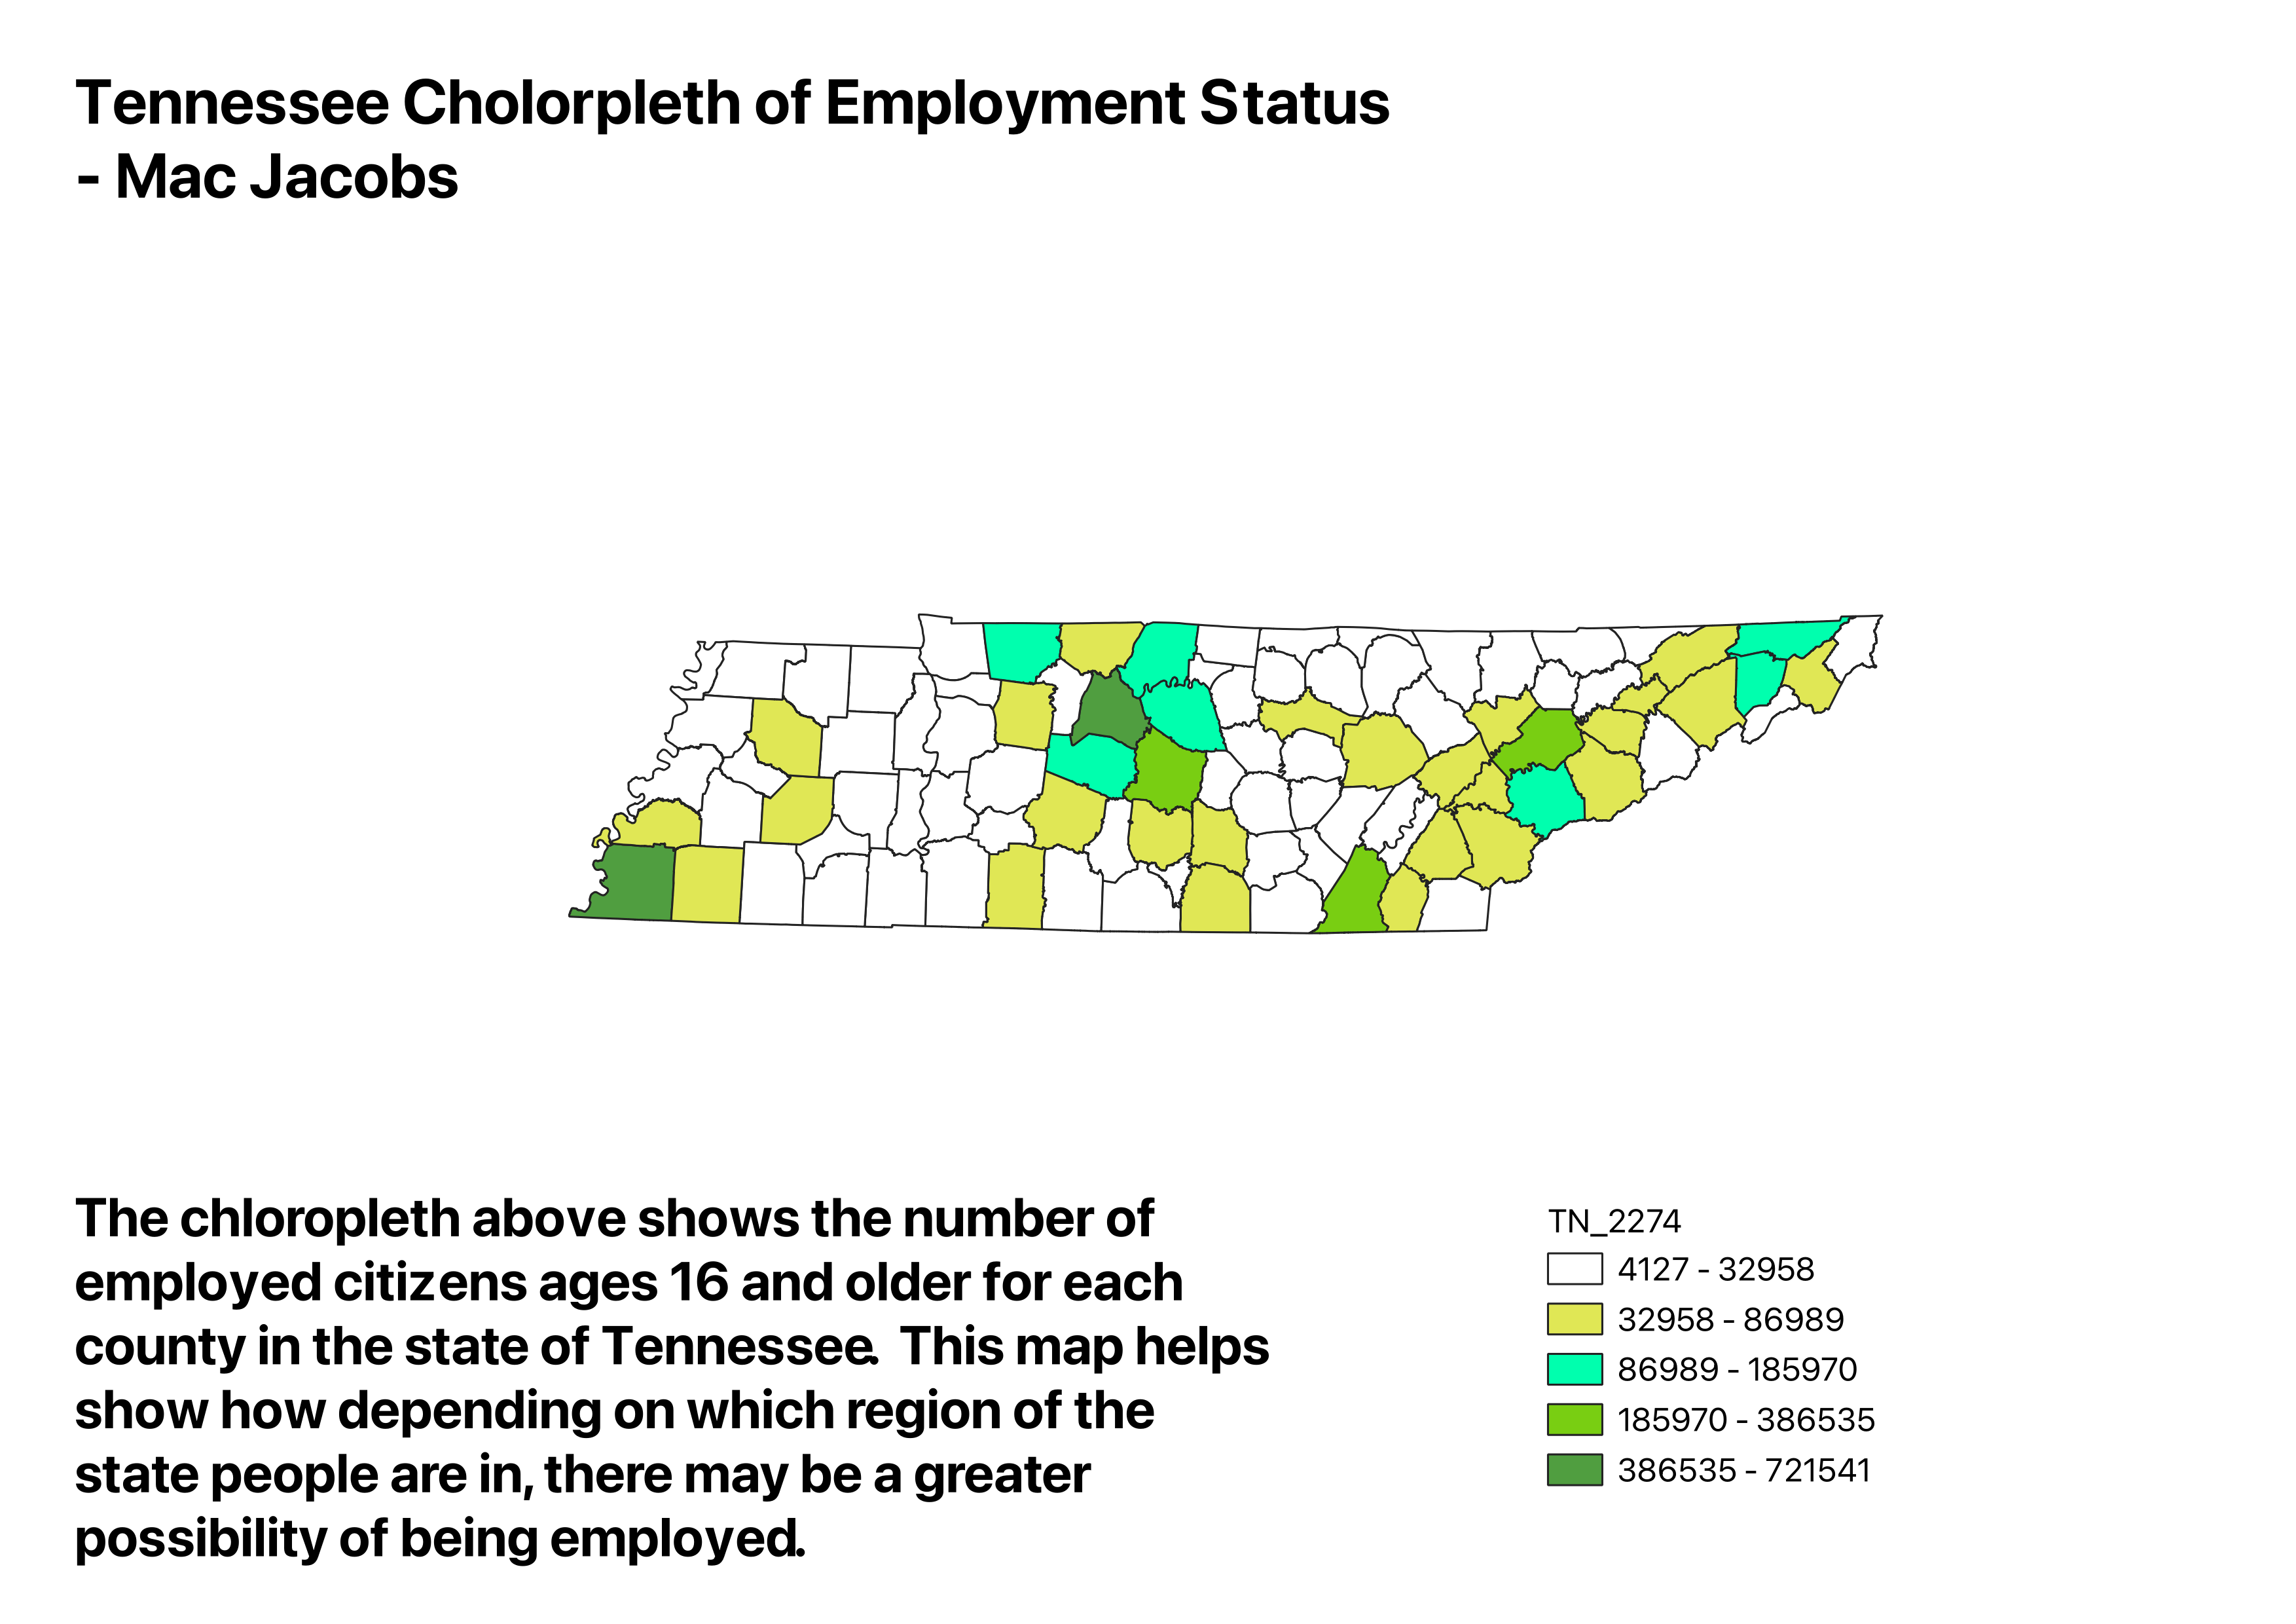 Tennessee Cholorpleth of Employment Status
- Mac Jacobs
The chloropleth above shows the number of
employed citizens ages 16 and older for each
county in the state of Tennessee. This map helps
show how depending on which region of the
state people are in, there may be a greater
possibility of being employed.
TN_2274
4127 - 32958
32958 - 86989
86989 - 185970
185970 - 386535
386535 - 721541